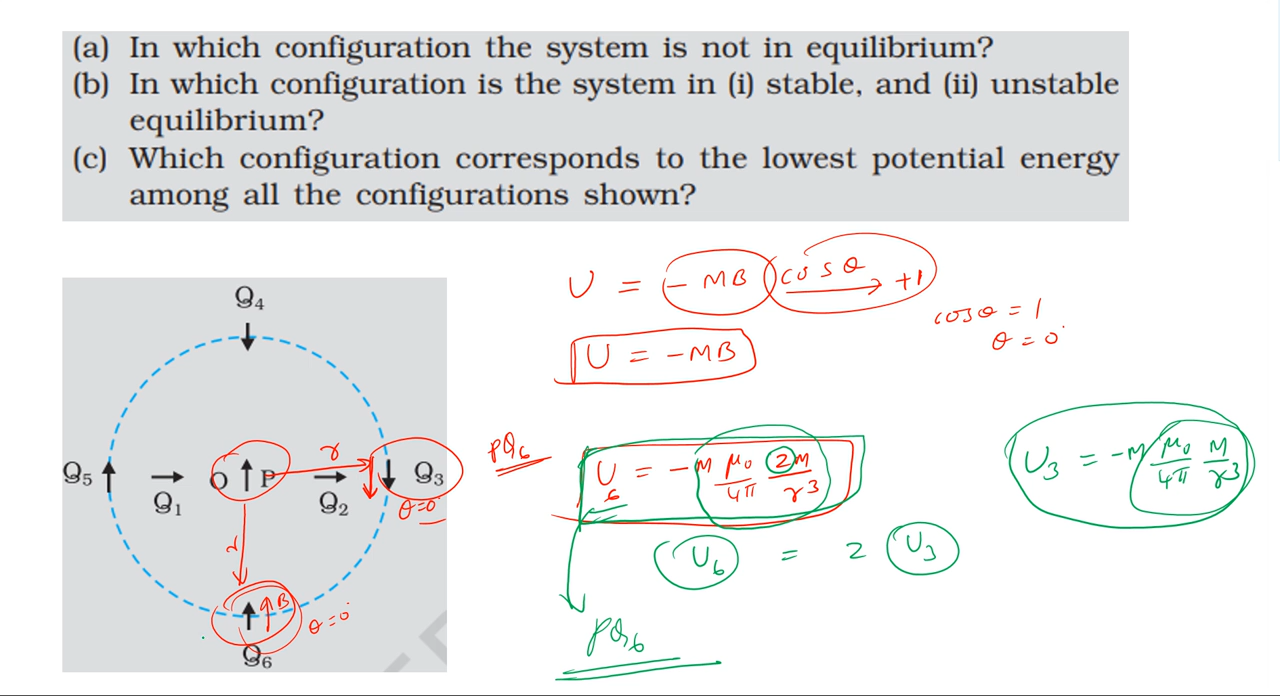 (a) In which configuration the system is not in equilibrium?
(b) In which configuration is the system in (i) stable, and (ii) unstable
equilibrium?
(c) Which configuration corresponds to the lowest potential energy
among all the configurations shown?
U = - MB cos θ → +1
cos θ = 1
θ = 0°
U = - MB
Q4
Q5
Q1
O P
r
Q2
Q3
θ=0°
r
B
θ=0°
Q6
PQ6
U6 = - M μ0/4π 2M/r3
U3 = - M μ0/4π M/r3
U6 = 2 U3
PQ6